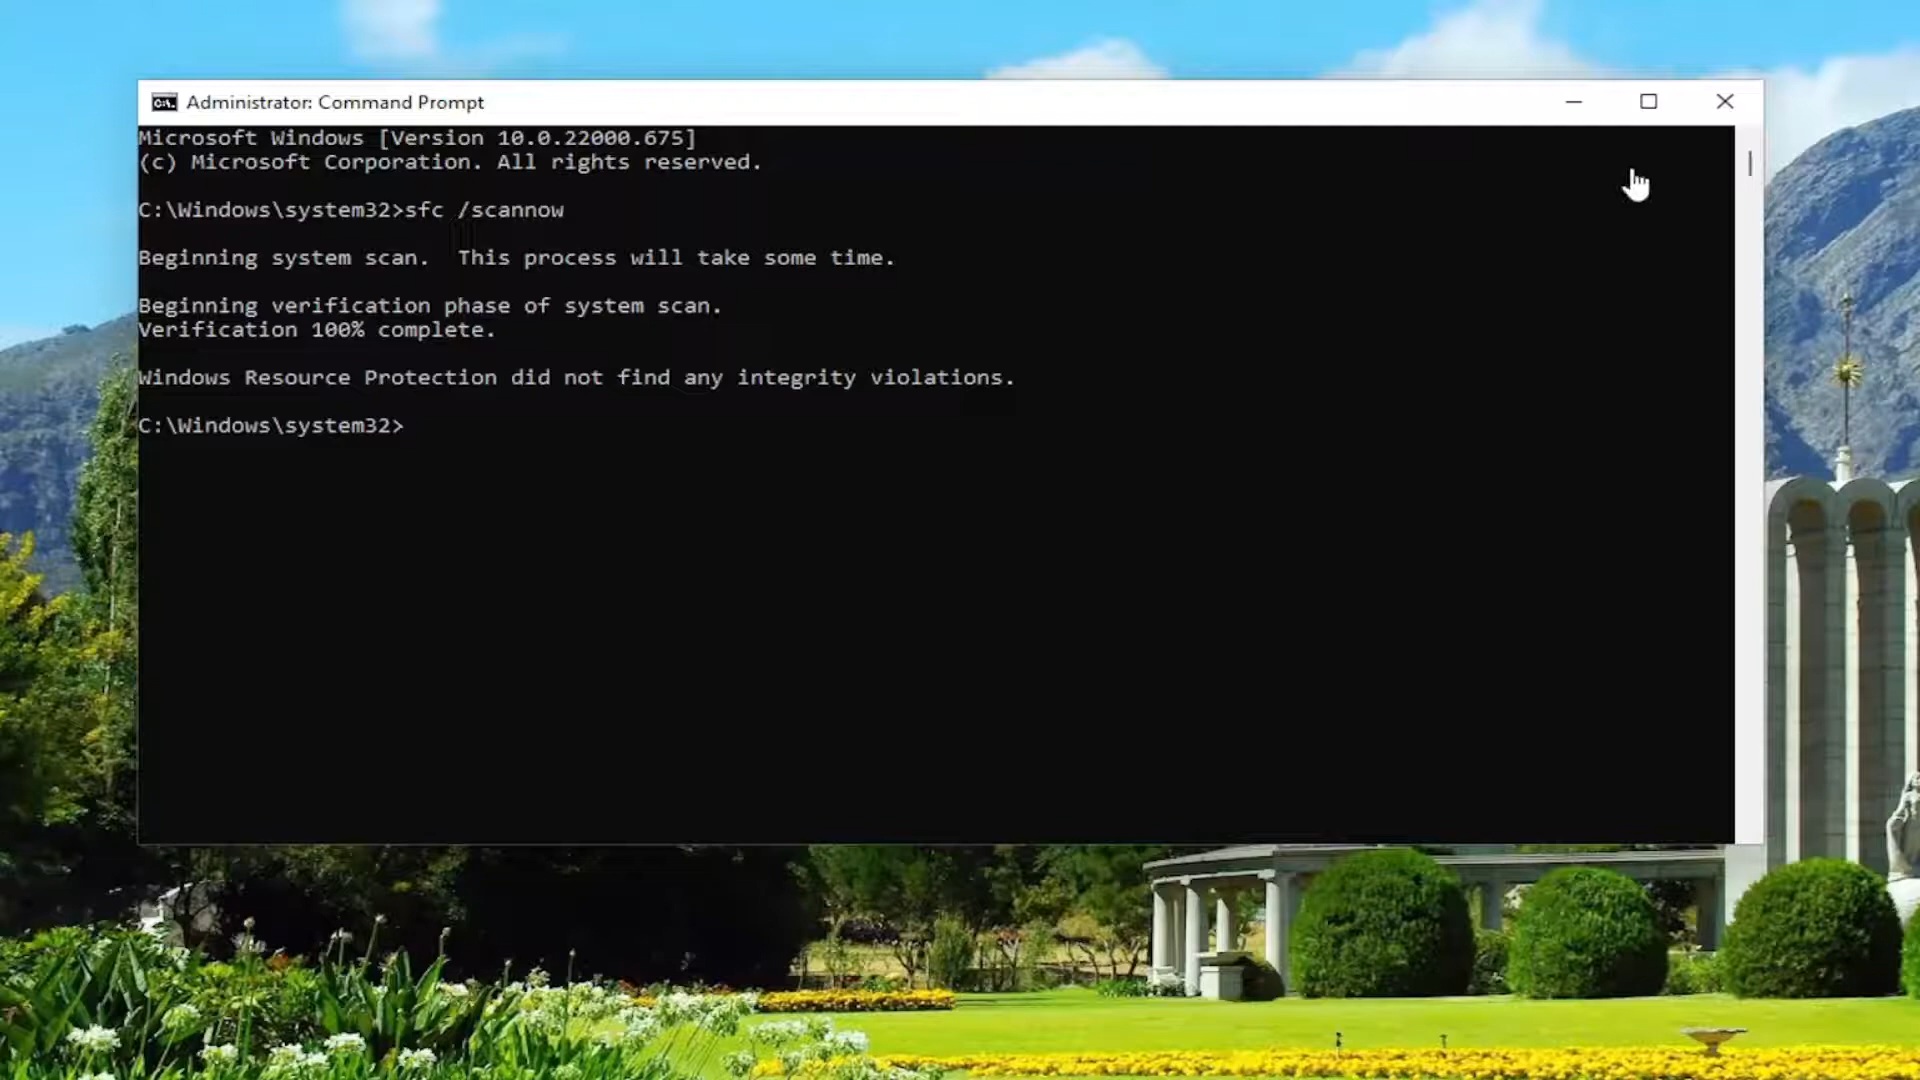 Administrator: Command Prompt
Microsoft Windows [Version 10.0.22000.675]
(c) Microsoft Corporation. All rights reserved.
C:\Windows\system32>sfc /scannow
Beginning system scan.  This process will take some time.
Beginning verification phase of system scan.
Verification 100% complete.
Windows Resource Protection did not find any integrity violations.
C:\Windows\system32>